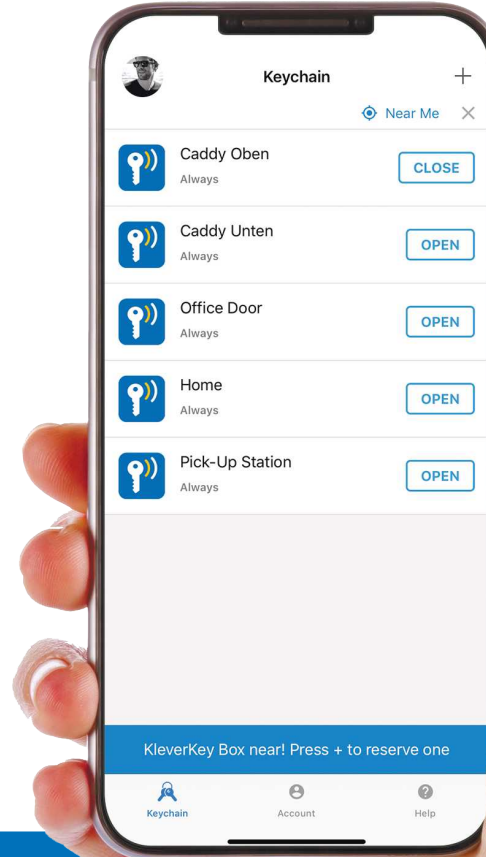 Keychain
Near Me
Caddy Oben
Always
CLOSE
Caddy Unten
Always
OPEN
Office Door
Always
OPEN
Home
Always
OPEN
Pick-Up Station
Always
OPEN
KleverKey Box near! Press + to reserve one
Keychain
Account
Help